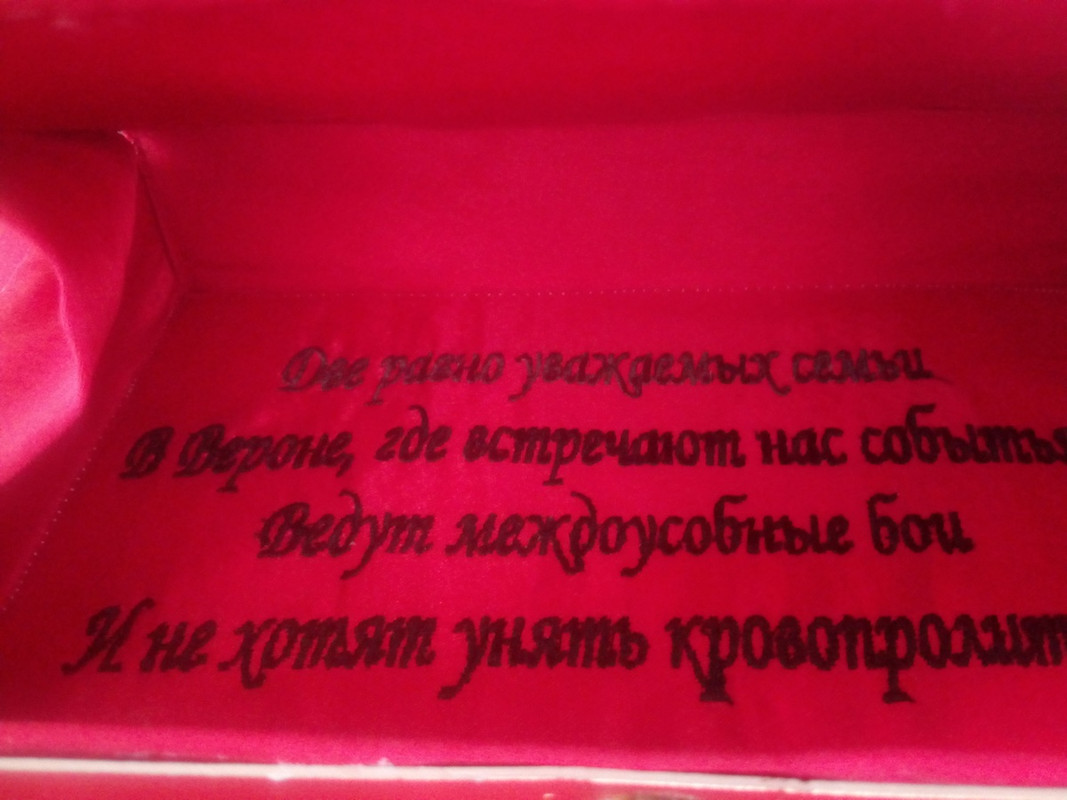 Две равно уважаемых семьи
В Вероне, где встречают нас событья
Ведут междоусобные бои
И не хотят унять кровопролит